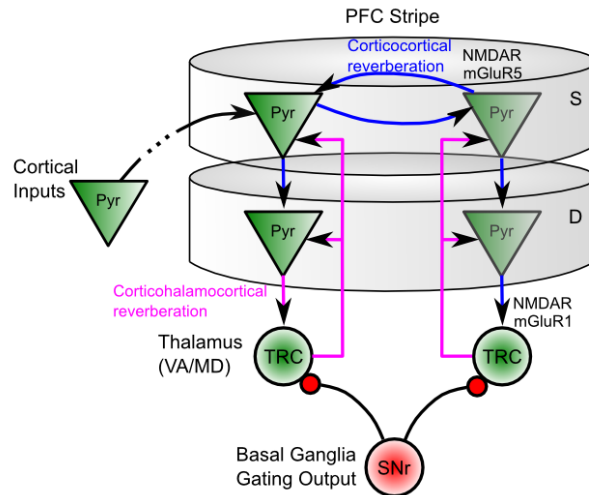 PFC Stripe
Corticocortical
reverberation
NMDAR
mGluR5
S
Pyr
Pyr
Cortical
Inputs
Pyr
D
Pyr
Pyr
Corticohalamocortical
reverberation
NMDAR
mGluR1
Thalamus
(VA/MD)
TRC
TRC
Basal Ganglia
Gating Output
SNr